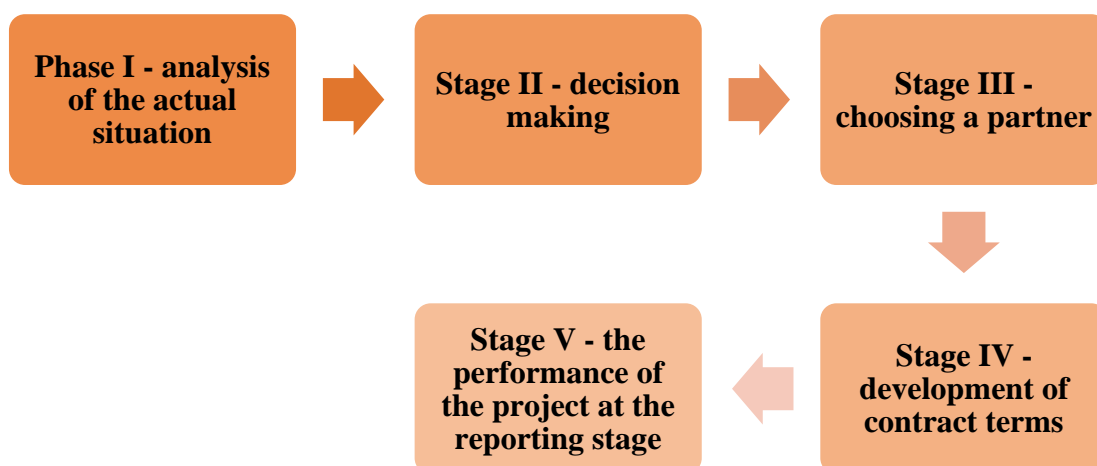 Phase I - analysis
of the actual
situation
Stage II - decision
making
Stage III -
choosing a partner
Stage IV -
development of
contract terms
Stage V - the
performance of
the project at the
reporting stage